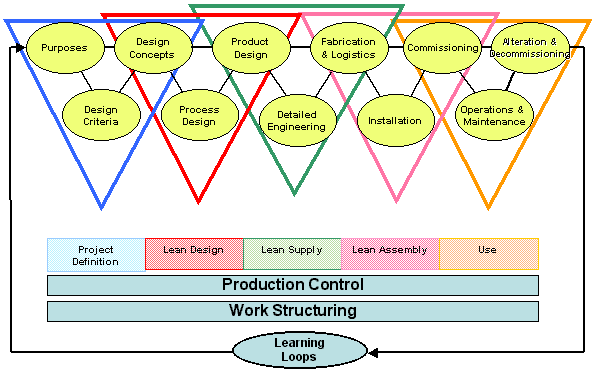 Purposes
Design
Concepts
Product
Design
Fabrication
& Logistics
Commissioning
Alteration &
Decommissioning
Design
Criteria
Process
Design
Detailed
Engineering
Installation
Operations &
Maintenance
Project
Definition
Lean Design
Lean Supply
Lean Assembly
Use
Production Control
Work Structuring
Learning
Loops